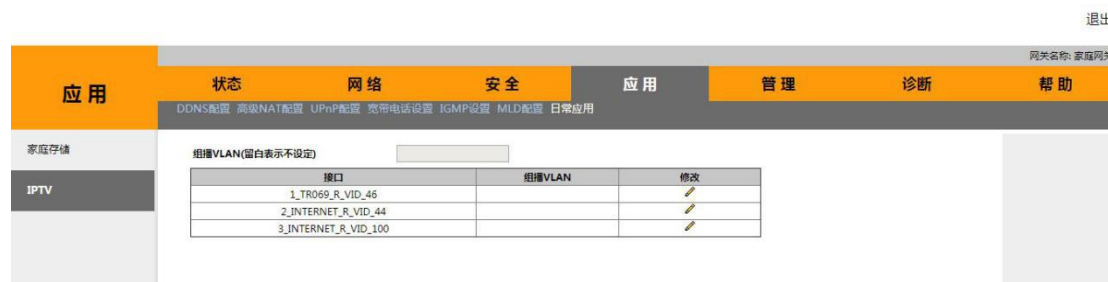 退出
网关名称: 家庭网关
应用
状态 网络 安全 应用 管理 诊断 帮助
DDNS配置 高级NAT配置 UPnP配置 宽带电话设置 IGMP设置 MLD配置 日常应用
家庭存储
IPTV
组播VLAN(留白表示不设定)
接口 组播VLAN 修改
1_TR069_R_VID_46
2_INTERNET_R_VID_44
3_INTERNET_R_VID_100